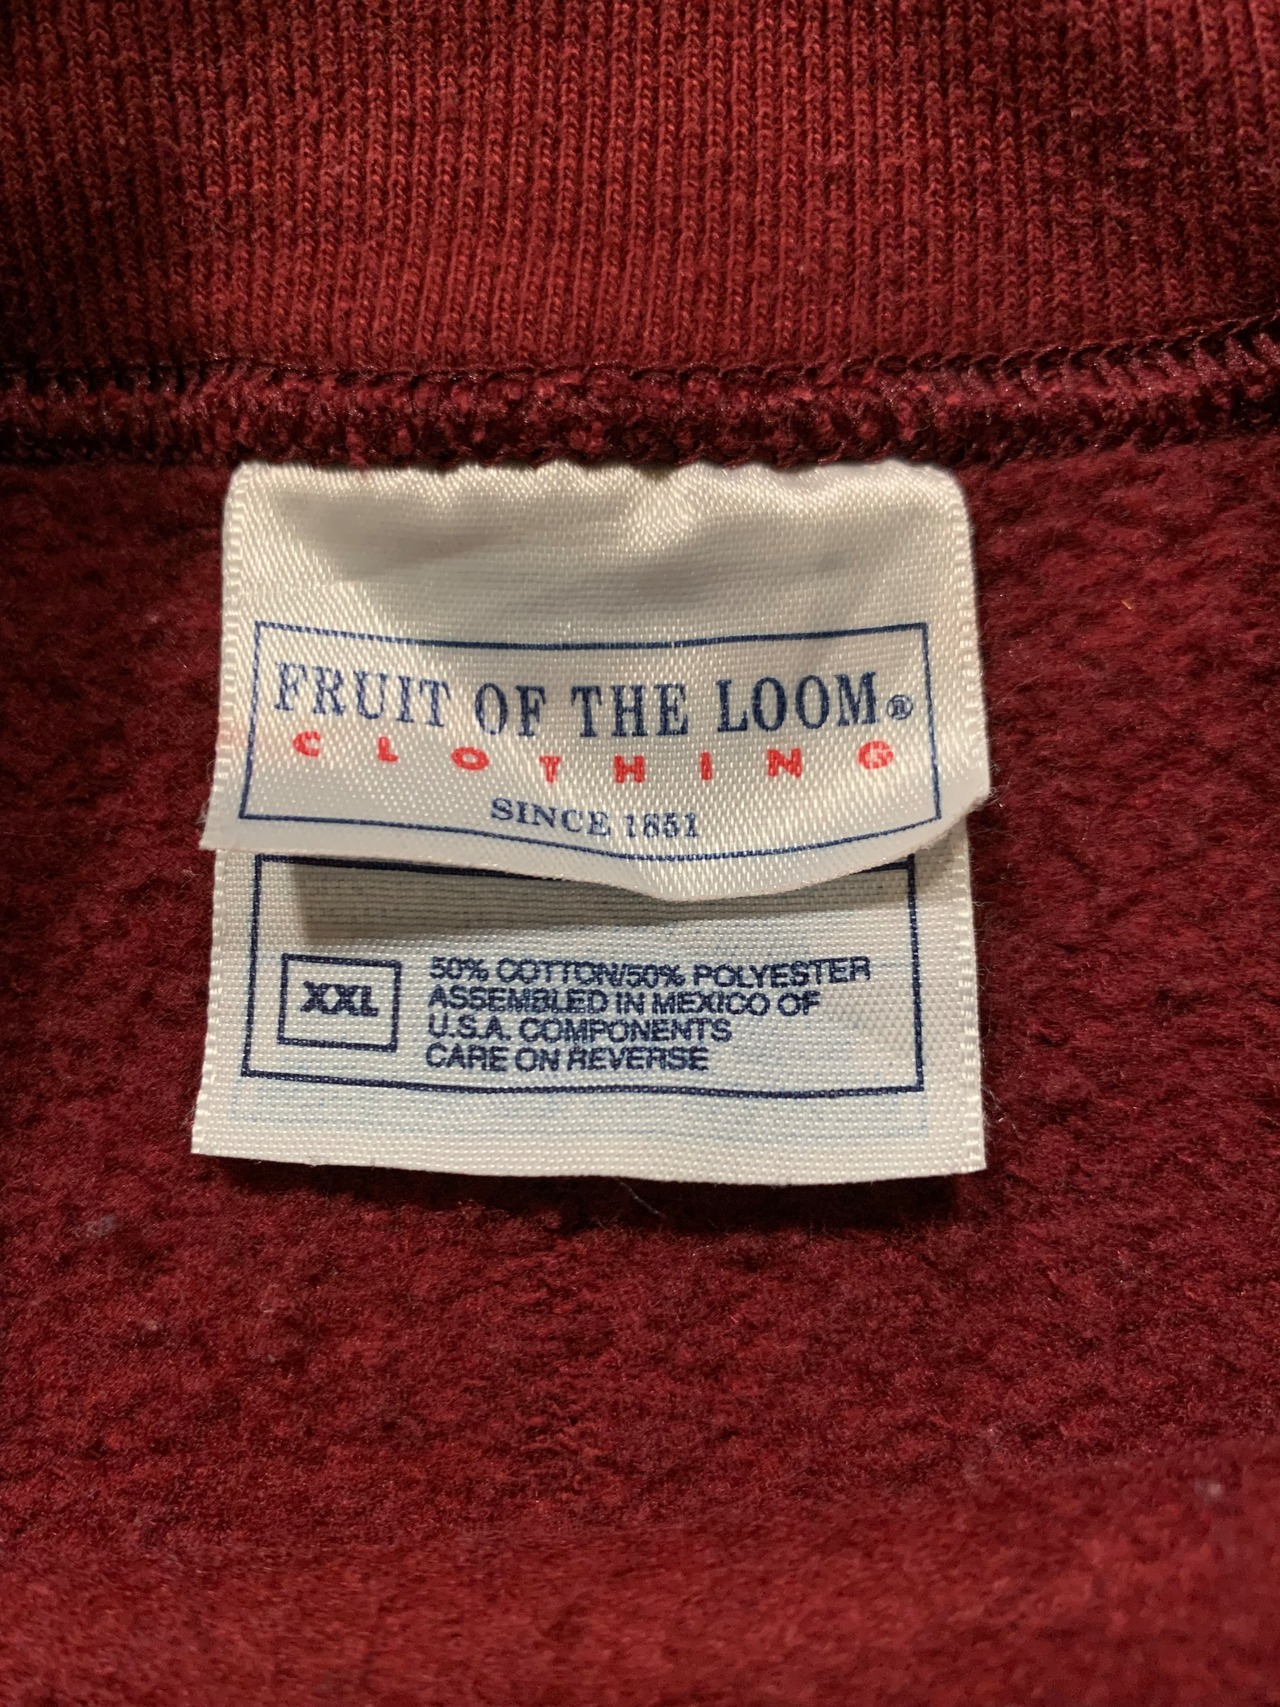 FRUIT OF THE LOOM®
CLOTHING
SINCE 1851
XXL
50% COTTON/50% POLYESTER
ASSEMBLED IN MEXICO OF
U.S.A. COMPONENTS
CARE ON REVERSE